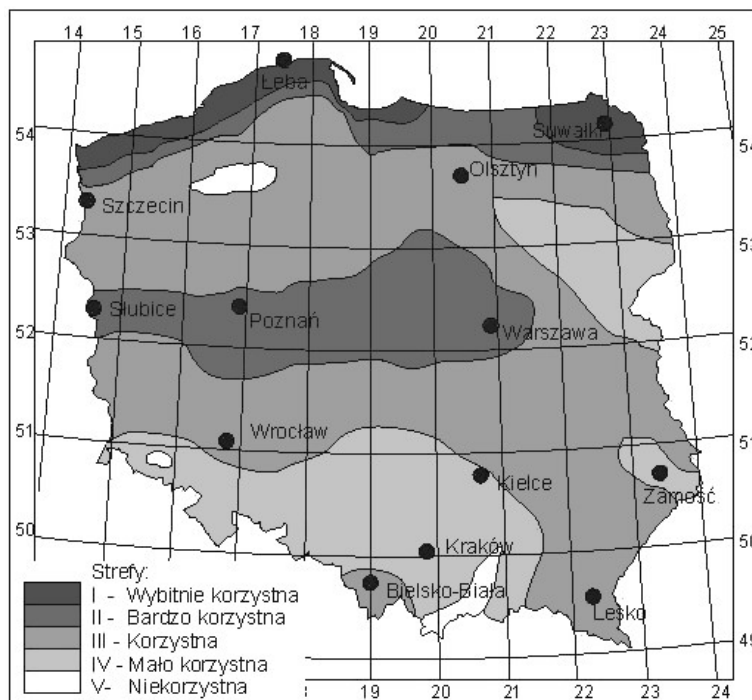 14 15 16 17 18 19 20 21 22 23 24 25
Łeba
54
Suwałki
54
Olsztyn
Szczecin
53
53
Słubice
Poznań
Warszawa
52
52
Wrocław
51
51
Kielce
Zamość
50
50
Kraków
Strefy:
Bielsko-Biała
I - Wybitnie korzystna
Lesko
II - Bardzo korzystna
III - Korzystna
49
IV - Mało korzystna
V- Niekorzystna
19 20 21 22 23 24